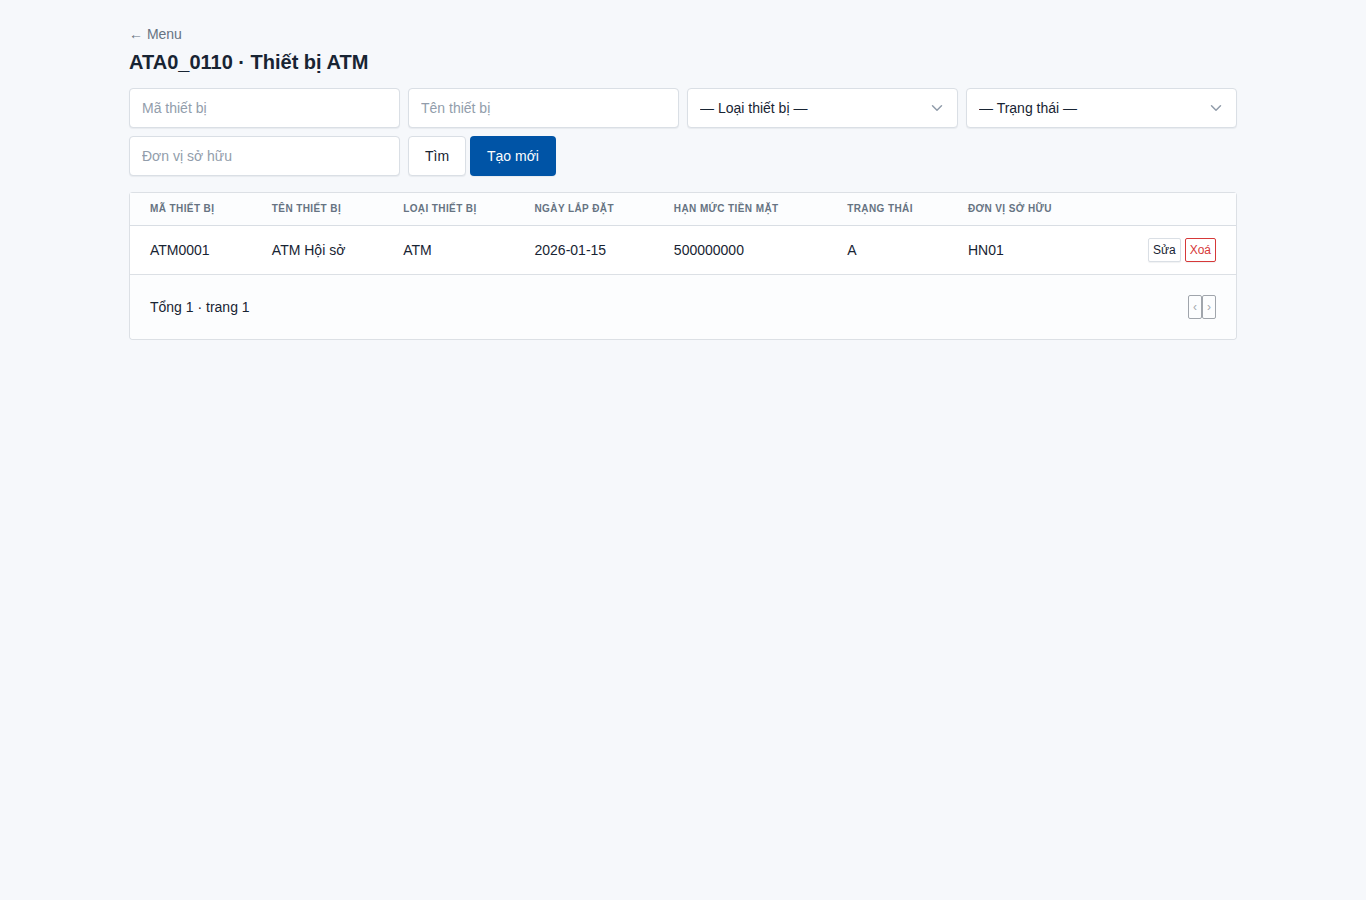 ← Menu
ATA0_0110 · Thiết bị ATM
Mã thiết bị
Tên thiết bị
— Loại thiết bị —
— Trạng thái —
Đơn vị sở hữu
Tìm
Tạo mới
MÃ THIẾT BỊ TÊN THIẾT BỊ LOẠI THIẾT BỊ NGÀY LẮP ĐẶT HẠN MỨC TIỀN MẶT TRẠNG THÁI ĐƠN VỊ SỞ HỮU
ATM0001 ATM Hội sở ATM 2026-01-15 500000000 A HN01 Sửa Xoá
Tổng 1 · trang 1 ‹ ›